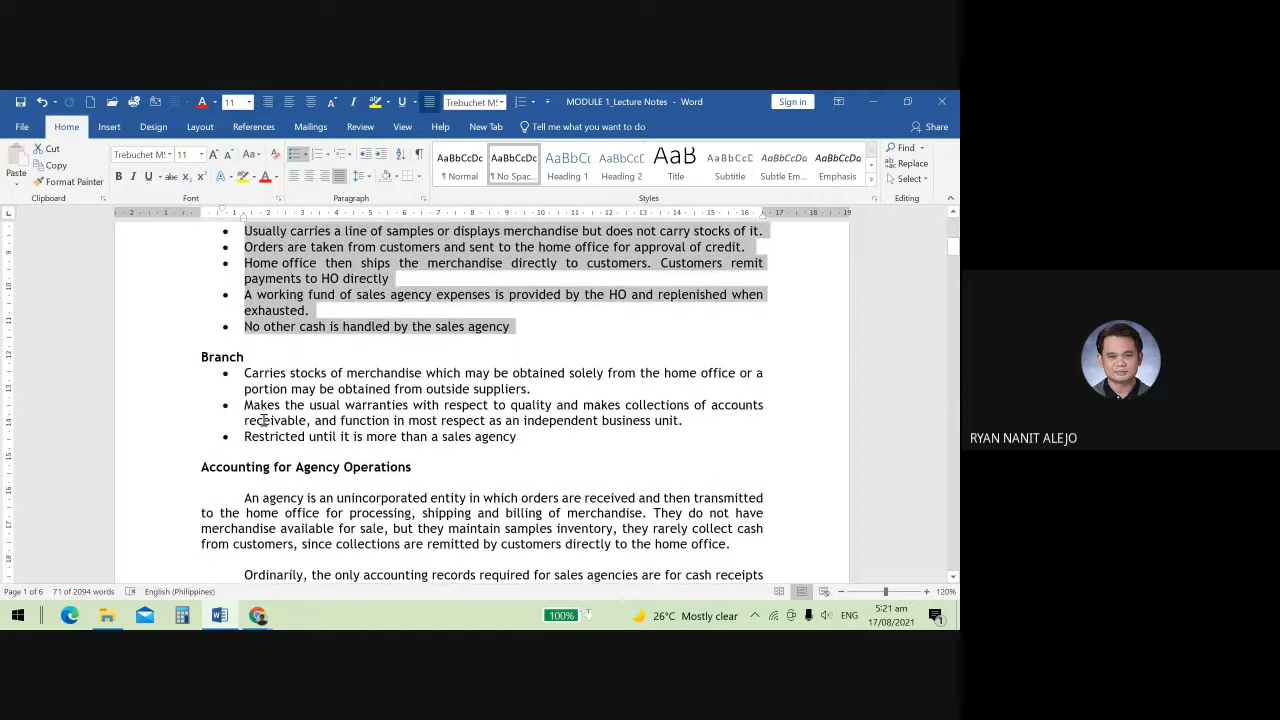 11
Trebuchet MS
MODULE 1_Lecture Notes - Word
Sign in
File
Home
Insert
Design
Layout
References
Mailings
Review
View
Help
New Tab
Tell me what you want to do
Share
Paste
Cut
Copy
Format Painter
Clipboard
Trebuchet MS
11
Font
Paragraph
AaBbCcDc
¶ Normal
AaBbCcDc
¶ No Spac...
AaBbCc
Heading 1
AaBbCcD
Heading 2
AaB
Title
AaBbCcD
Subtitle
AaBbCcDc
Subtle Em...
AaBbCcDc
Emphasis
Styles
Find
Replace
Select
Editing
• Usually carries a line of samples or displays merchandise but does not carry stocks of it.
• Orders are taken from customers and sent to the home office for approval of credit.
• Home office then ships the merchandise directly to customers. Customers remit
payments to HO directly
• A working fund of sales agency expenses is provided by the HO and replenished when
exhausted.
• No other cash is handled by the sales agency
Branch
• Carries stocks of merchandise which may be obtained solely from the home office or a
portion may be obtained from outside suppliers.
• Makes the usual warranties with respect to quality and makes collections of accounts
receivable, and function in most respect as an independent business unit.
• Restricted until it is more than a sales agency
Accounting for Agency Operations
An agency is an unincorporated entity in which orders are received and then transmitted
to the home office for processing, shipping and billing of merchandise. They do not have
merchandise available for sale, but they maintain samples inventory, they rarely collect cash
from customers, since collections are remitted by customers directly to the home office.
Ordinarily, the only accounting records required for sales agencies are for cash receipts
Page 1 of 6
71 of 2094 words
English (Philippines)
120%
100%
26°C Mostly clear
ENG
5:21 am
17/08/2021
RYAN NANIT ALEJO